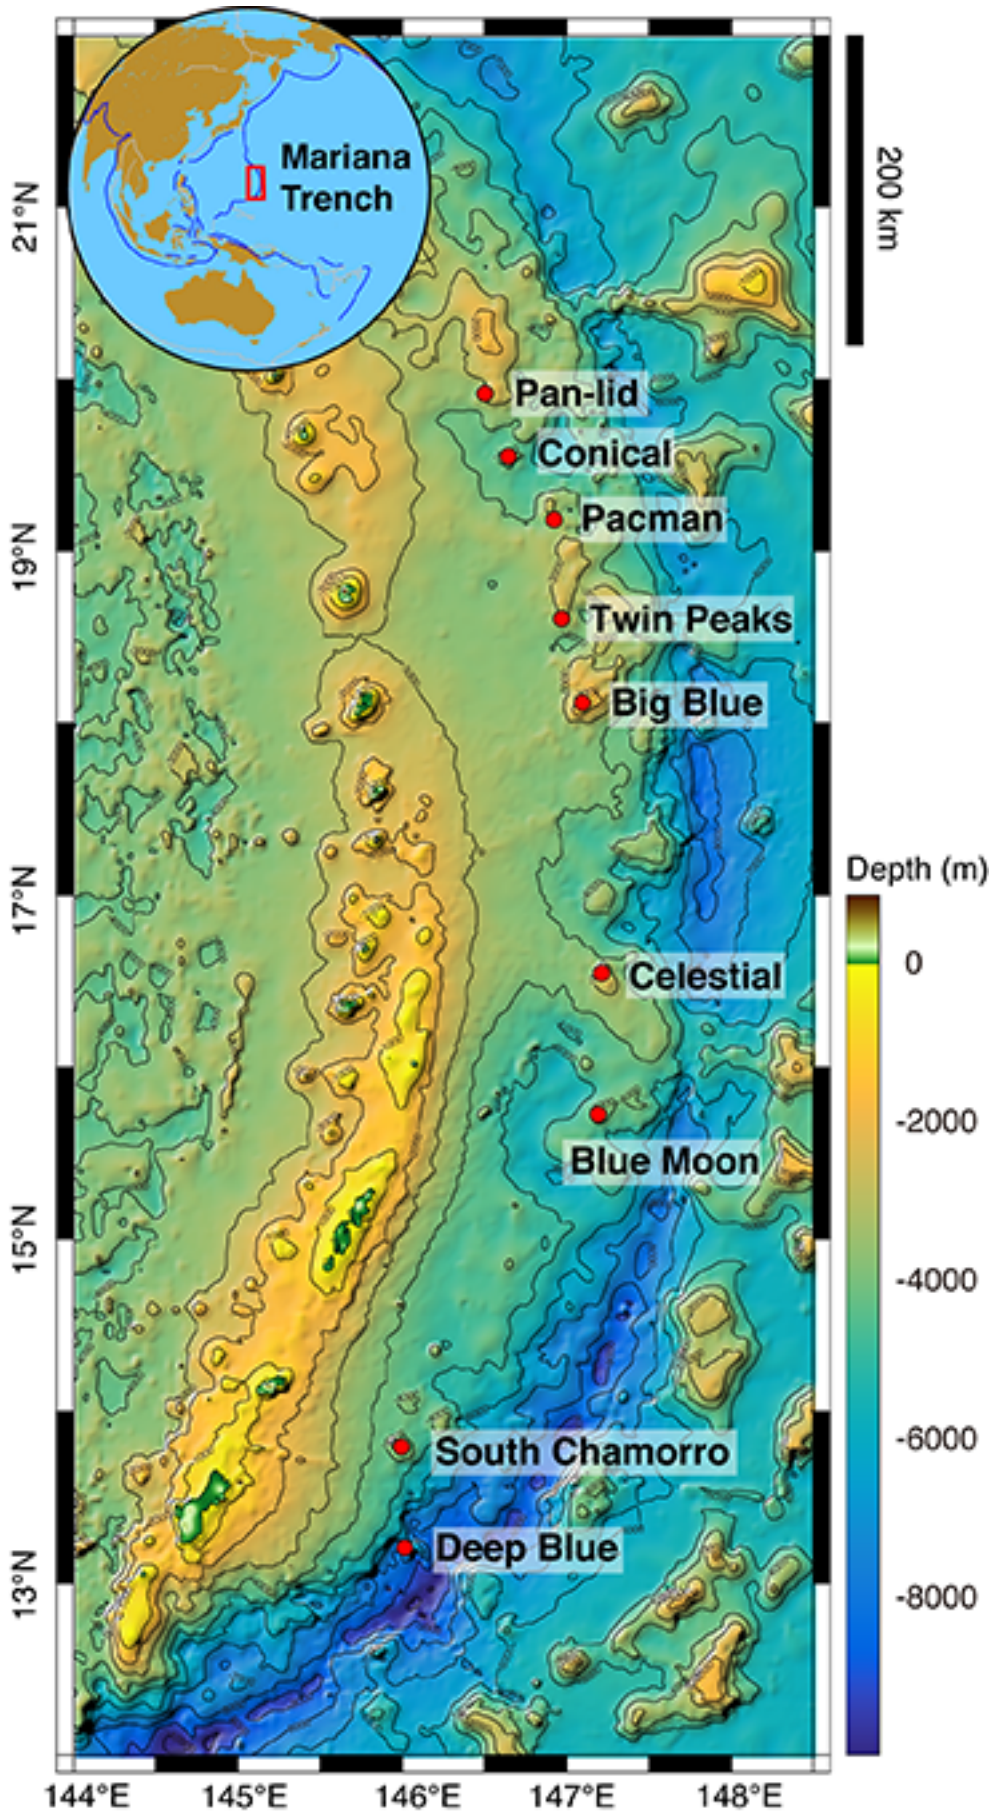 Mariana
Trench
200 km
21°N
Pan-lid
Conical
Pacman
19°N
Twin Peaks
Big Blue
17°N
Depth (m)
0
Celestial
-2000
Blue Moon
15°N
-4000
-6000
South Chamorro
Deep Blue
13°N
-8000
144°E
145°E
146°E
147°E
148°E